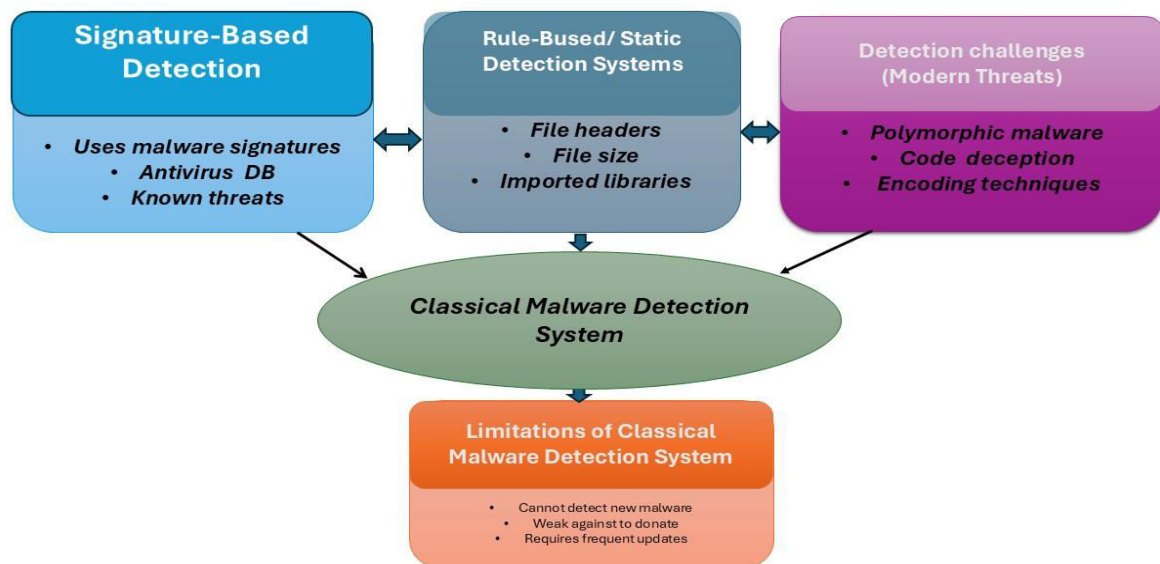 Signature-Based
Detection
• Uses malware signatures
• Antivirus DB
• Known threats
Rule-Bused/ Static
Detection Systems
• File headers
• File size
• Imported libraries
Detection challenges
(Modern Threats)
• Polymorphic malware
• Code deception
• Encoding techniques
Classical Malware Detection
System
Limitations of Classical
Malware Detection System
• Cannot detect new malware
• Weak against to donate
• Requires frequent updates